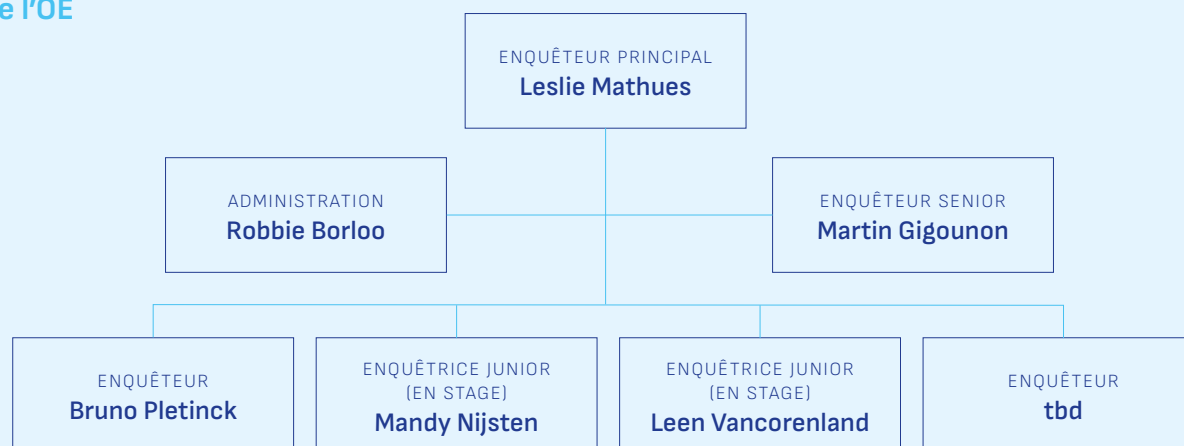 e l'OE
ENQUÊTEUR PRINCIPAL
Leslie Mathues
ADMINISTRATION
Robbie Borloo
ENQUÊTEUR SENIOR
Martin Gigounon
ENQUÊTEUR
Bruno Pletinck
ENQUÊTRICE JUNIOR
(EN STAGE)
Mandy Nijsten
ENQUÊTRICE JUNIOR
(EN STAGE)
Leen Vancorenland
ENQUÊTEUR
tbd